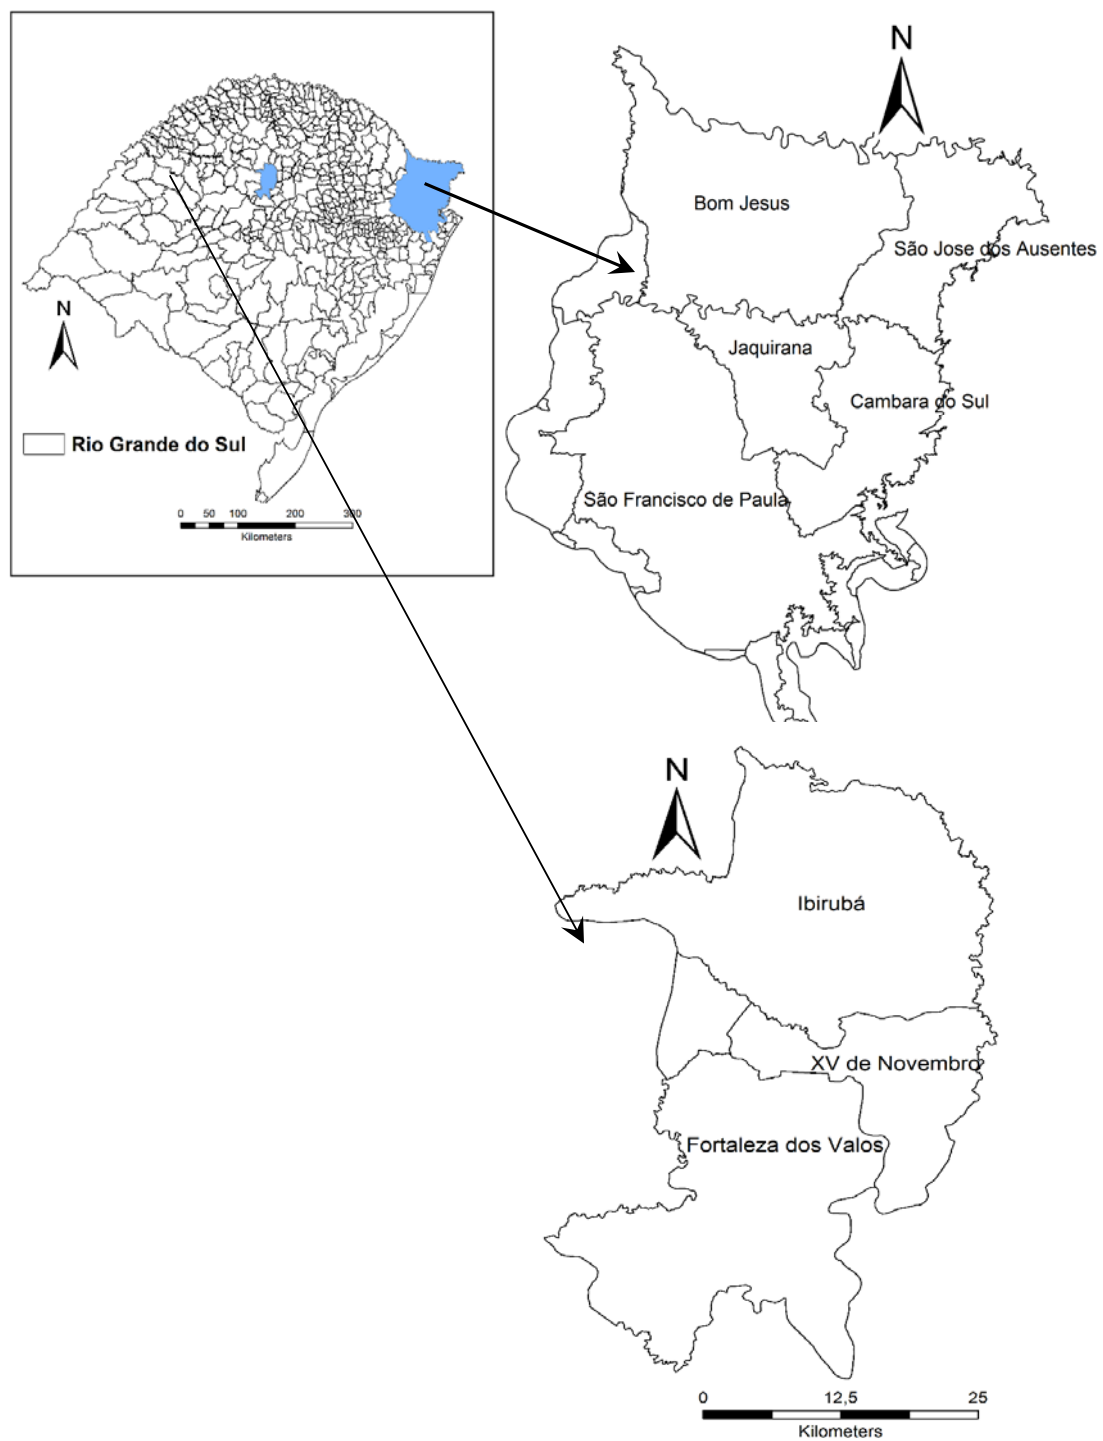 N
Rio Grande do Sul
0 50 100 200 300
Kilometers
N
Bom Jesus
São Jose dos Ausentes
Jaquirana
Cambara do Sul
São Francisco de Paula
N
Ibirubá
XV de Novembro
Fortaleza dos Valos
0 12,5 25
Kilometers